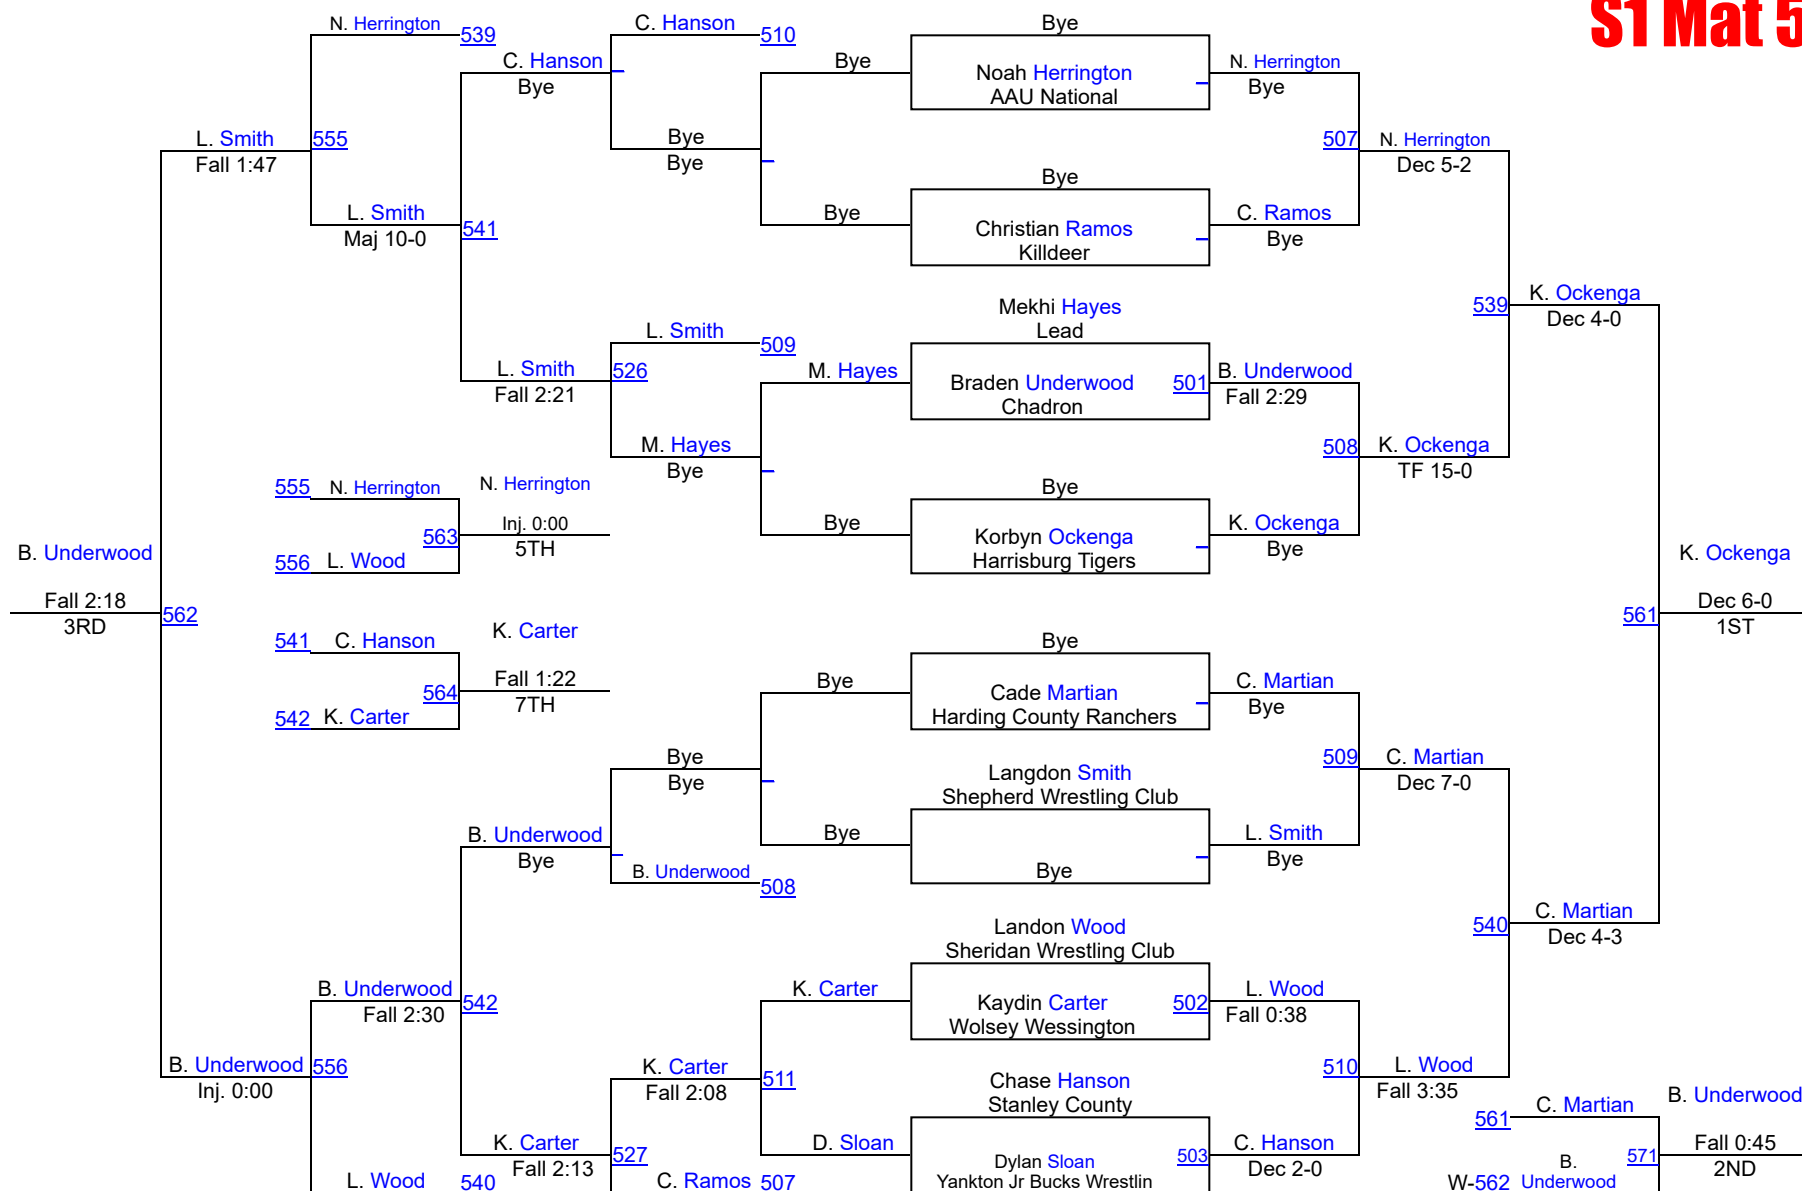 S1 Mat 5
N. Herrington
539
C. Hanson
510
Bye
C. Hanson
Bye
Bye
Noah Herrington
AAU National
N. Herrington
Bye
L. Smith
Fall 1:47
555
Bye
Bye
507
N. Herrington
Dec 5-2
Bye
L. Smith
Maj 10-0
541
Bye
Christian Ramos
Killdeer
C. Ramos
Bye
Mekhi Hayes
Lead
539
K. Ockenga
Dec 4-0
L. Smith
509
L. Smith
Fall 2:21
526
M. Hayes
Braden Underwood
Chadron
501
B. Underwood
Fall 2:29
M. Hayes
Bye
508
K. Ockenga
TF 15-0
555
N. Herrington
N. Herrington
Bye
563
Inj. 0:00
5TH
Bye
Korbyn Ockenga
Harrisburg Tigers
K. Ockenga
Bye
556
L. Wood
B. Underwood
K. Ockenga
Fall 2:18
3RD
562
561
Dec 6-0
1ST
541
C. Hanson
K. Carter
Bye
564
Fall 1:22
7TH
Bye
Cade Martian
Harding County Ranchers
C. Martian
Bye
542
K. Carter
Bye
Bye
Langdon Smith
Shepherd Wrestling Club
509
C. Martian
Dec 7-0
B. Underwood
Bye
Bye
L. Smith
Bye
B. Underwood
508
Bye
Landon Wood
Sheridan Wrestling Club
540
C. Martian
Dec 4-3
B. Underwood
Fall 2:30
542
K. Carter
Kaydin Carter
Wolsey Wessington
502
L. Wood
Fall 0:38
B. Underwood
Inj. 0:00
556
K. Carter
Fall 2:08
511
Chase Hanson
Stanley County
510
L. Wood
Fall 3:35
561
C. Martian
B. Underwood
K. Carter
Fall 2:13
527
D. Sloan
Dylan Sloan
Yankton Jr Bucks Wrestlin
503
C. Hanson
Dec 2-0
571
Fall 0:45
2ND
L. Wood
540
C. Ramos
507
W-562
B.
Underwood